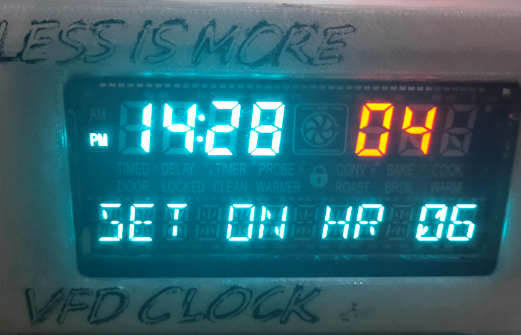 LESS IS MORE
AM
14:28 04
PM
TIMED DELAY TIMER PROBE CONV BAKE COOK
DOOR LOCKED CLEAN WARMER ROAST BROIL WARM
SET ON HR 06
VFD CLOCK